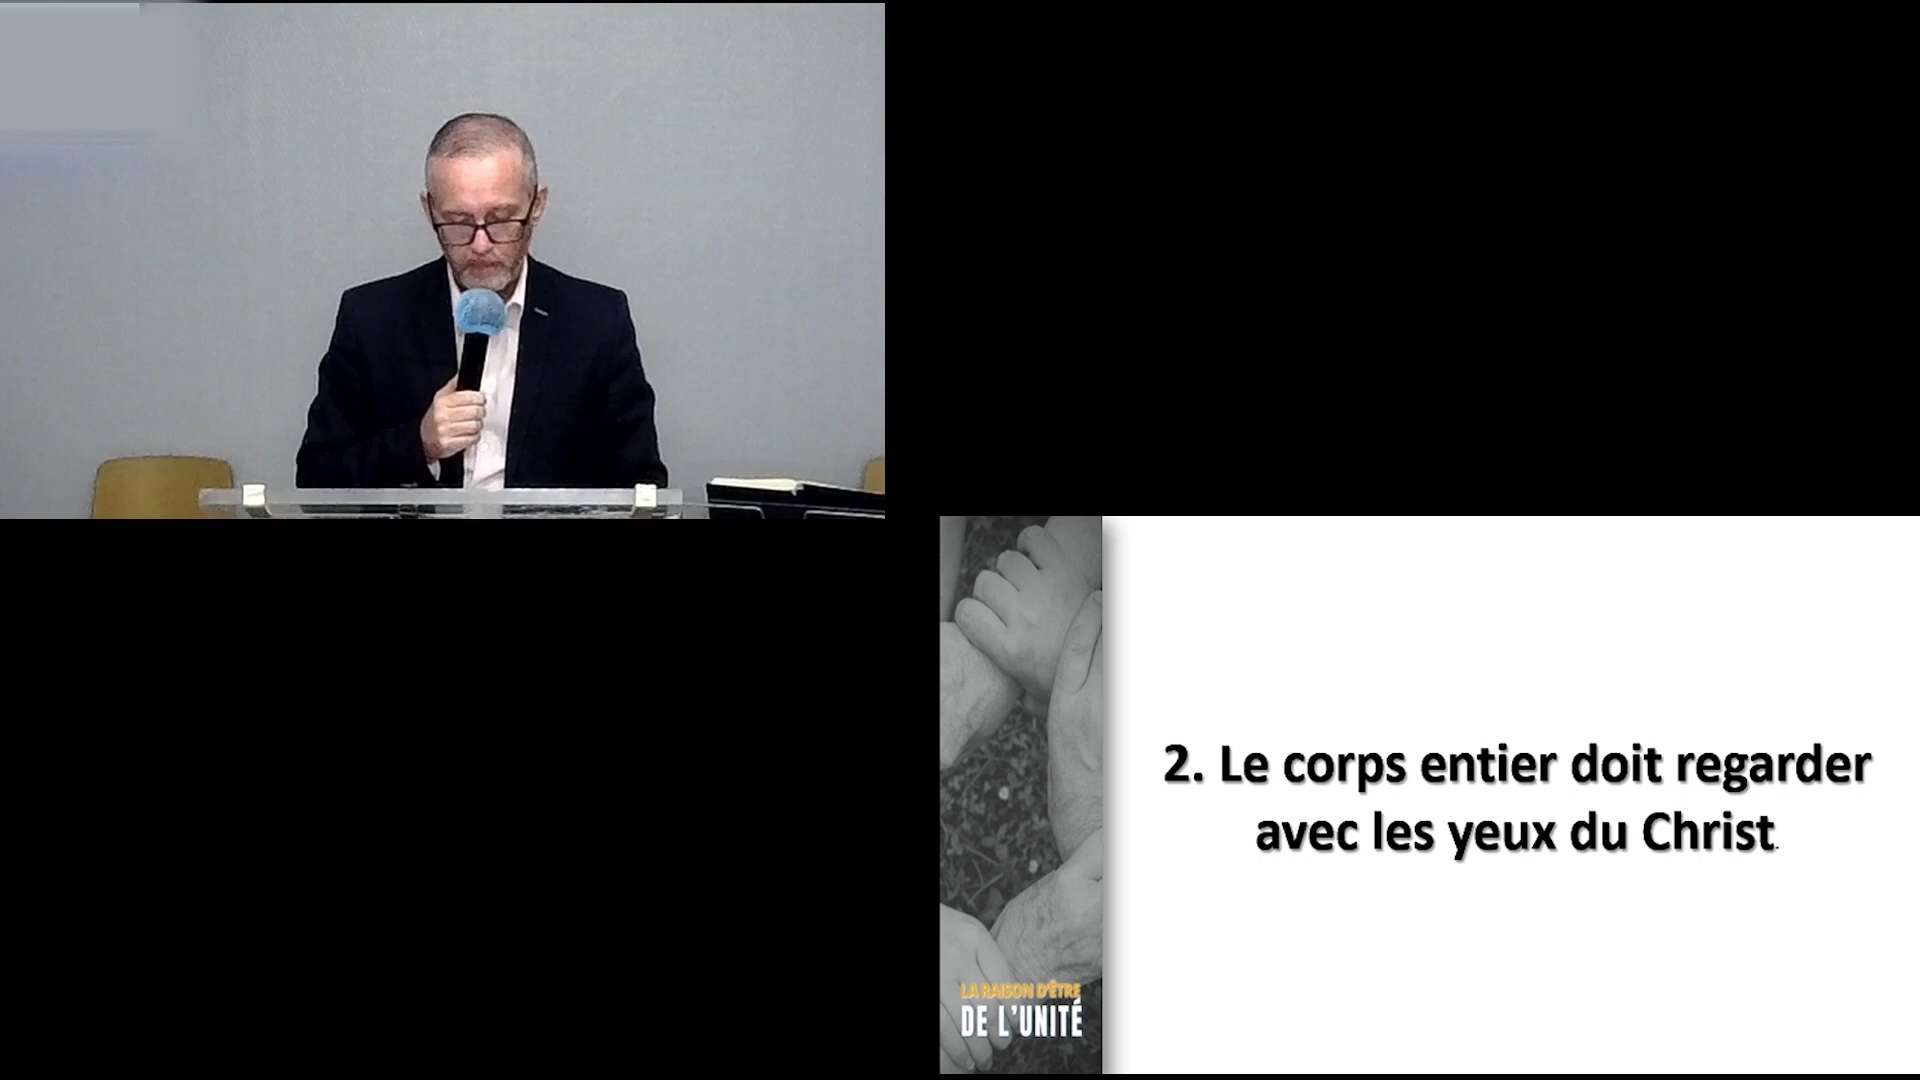 2. Le corps entier doit regarder
avec les yeux du Christ.
LA RAISON D'ÊTRE
DE L'UNITÉ